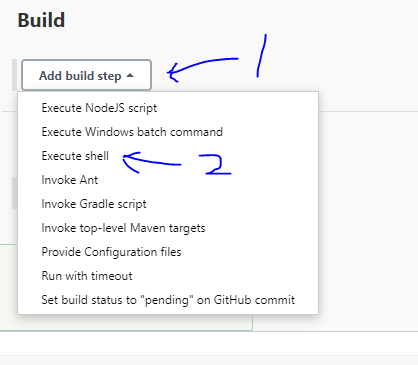 Build
Add build step
1
Execute NodeJS script
Execute Windows batch command
Execute shell
2
Invoke Ant
Invoke Gradle script
Invoke top-level Maven targets
Provide Configuration files
Run with timeout
Set build status to "pending" on GitHub commit